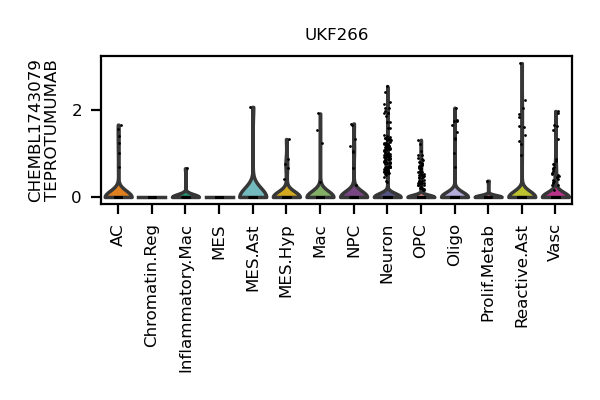 UKF266
CHEMBL1743079
TEPROTUMUMAB
2
0
AC
Chromatin.Reg
Inflammatory.Mac
MES
MES.Ast
MES.Hyp
Mac
NPC
Neuron
OPC
Oligo
Prolif.Metab
Reactive.Ast
Vasc